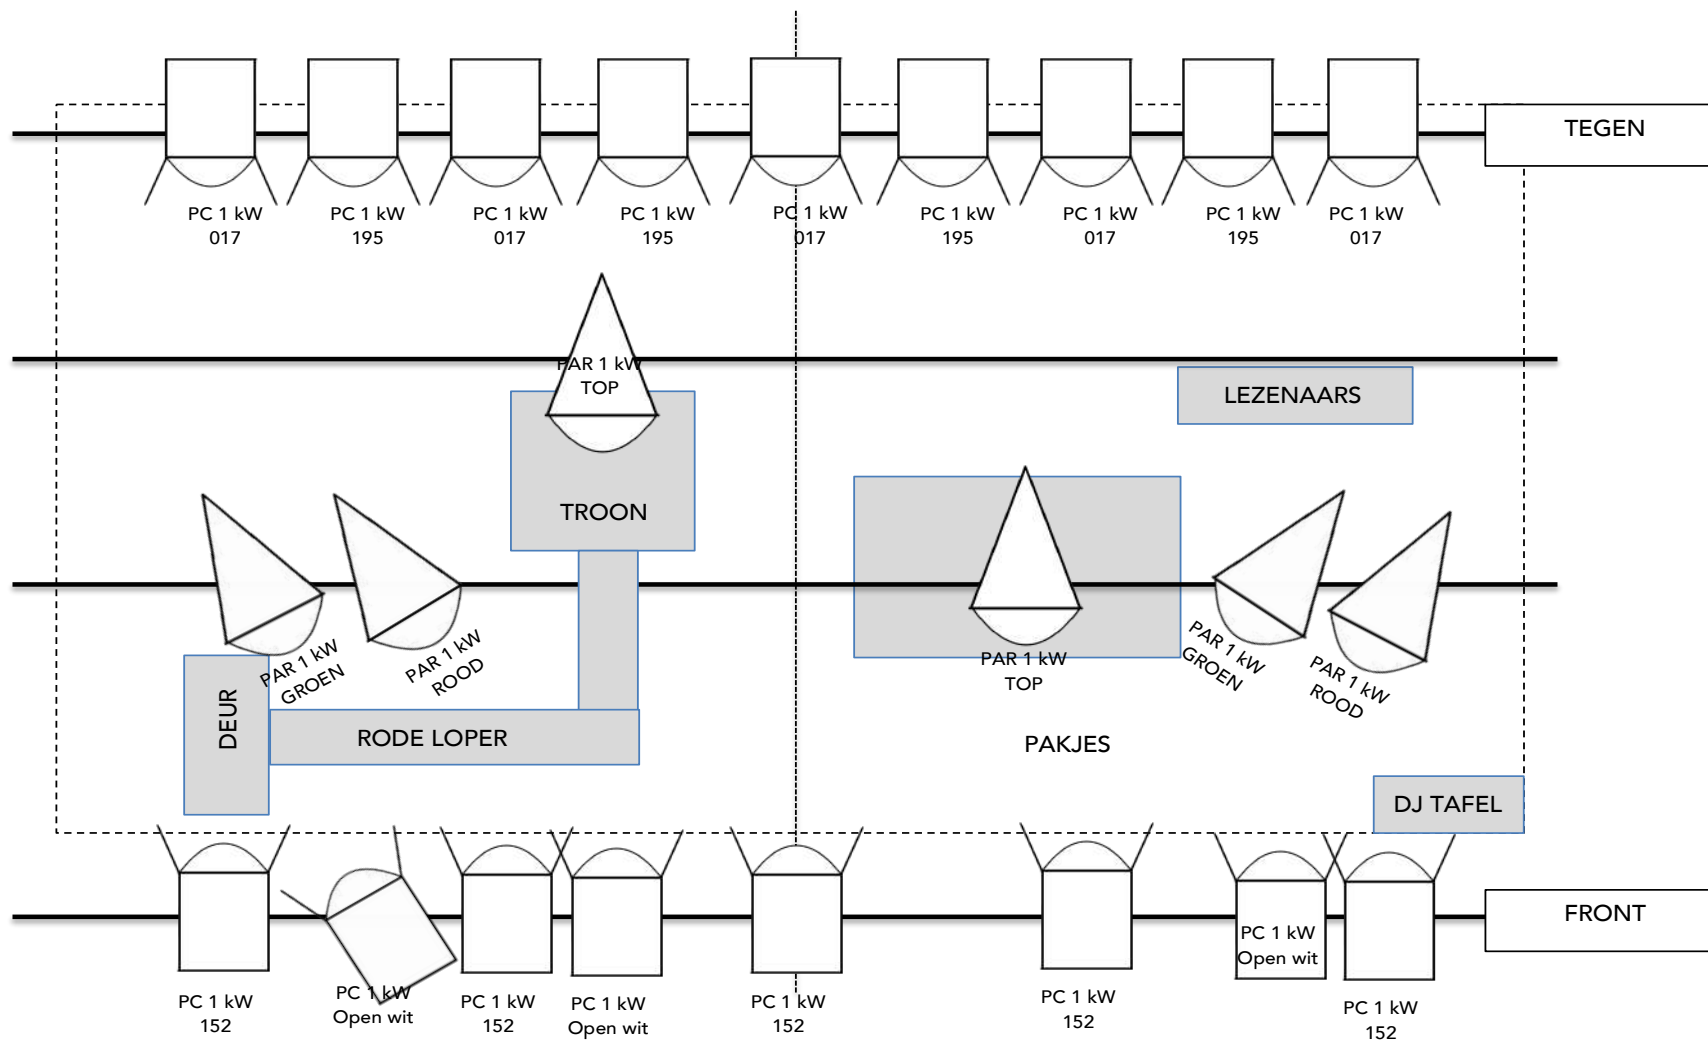 TEGEN
PC 1 kW
017
PC 1 kW
195
PC 1 kW
017
PC 1 kW
195
PC 1 kW
017
PC 1 kW
195
PC 1 kW
017
PC 1 kW
195
PC 1 kW
017
PAR 1 kW
TOP
LEZENAARS
TROON
PAR 1 kW
GROEN
PAR 1 kW
ROOD
PAR 1 kW
TOP
PAR 1 kW
GROEN
PAR 1 kW
ROOD
DEUR
RODE LOPER
PAKJES
DJ TAFEL
FRONT
PC 1 kW
152
PC 1 kW
Open wit
PC 1 kW
152
PC 1 kW
Open wit
PC 1 kW
152
PC 1 kW
152
PC 1 kW
Open wit
PC 1 kW
152